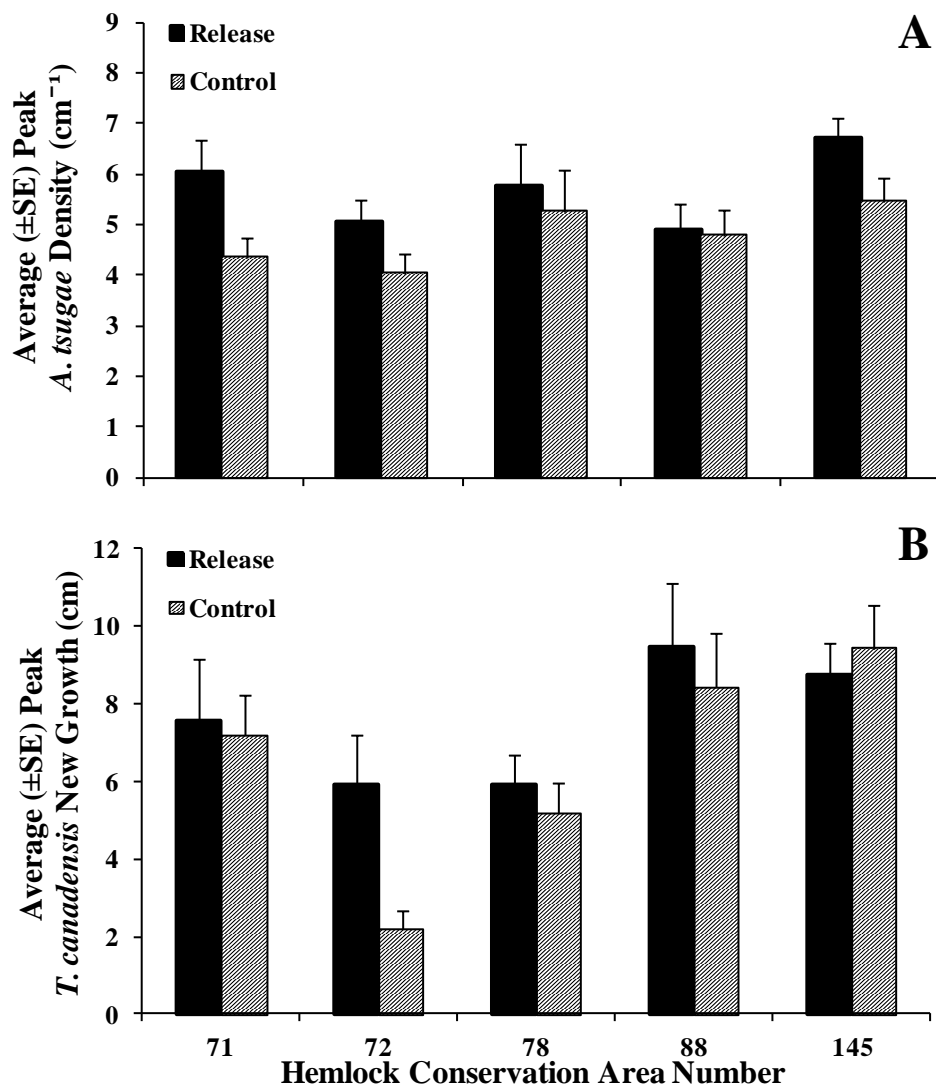 A
Release
Control
Average (±SE) Peak
A. tsugae Density (cm⁻¹)
9
8
7
6
5
4
3
2
1
0
B
Release
Control
Average (±SE) Peak
T. canadensis New Growth (cm)
12
10
8
6
4
2
0
71 72 78 88 145
Hemlock Conservation Area Number